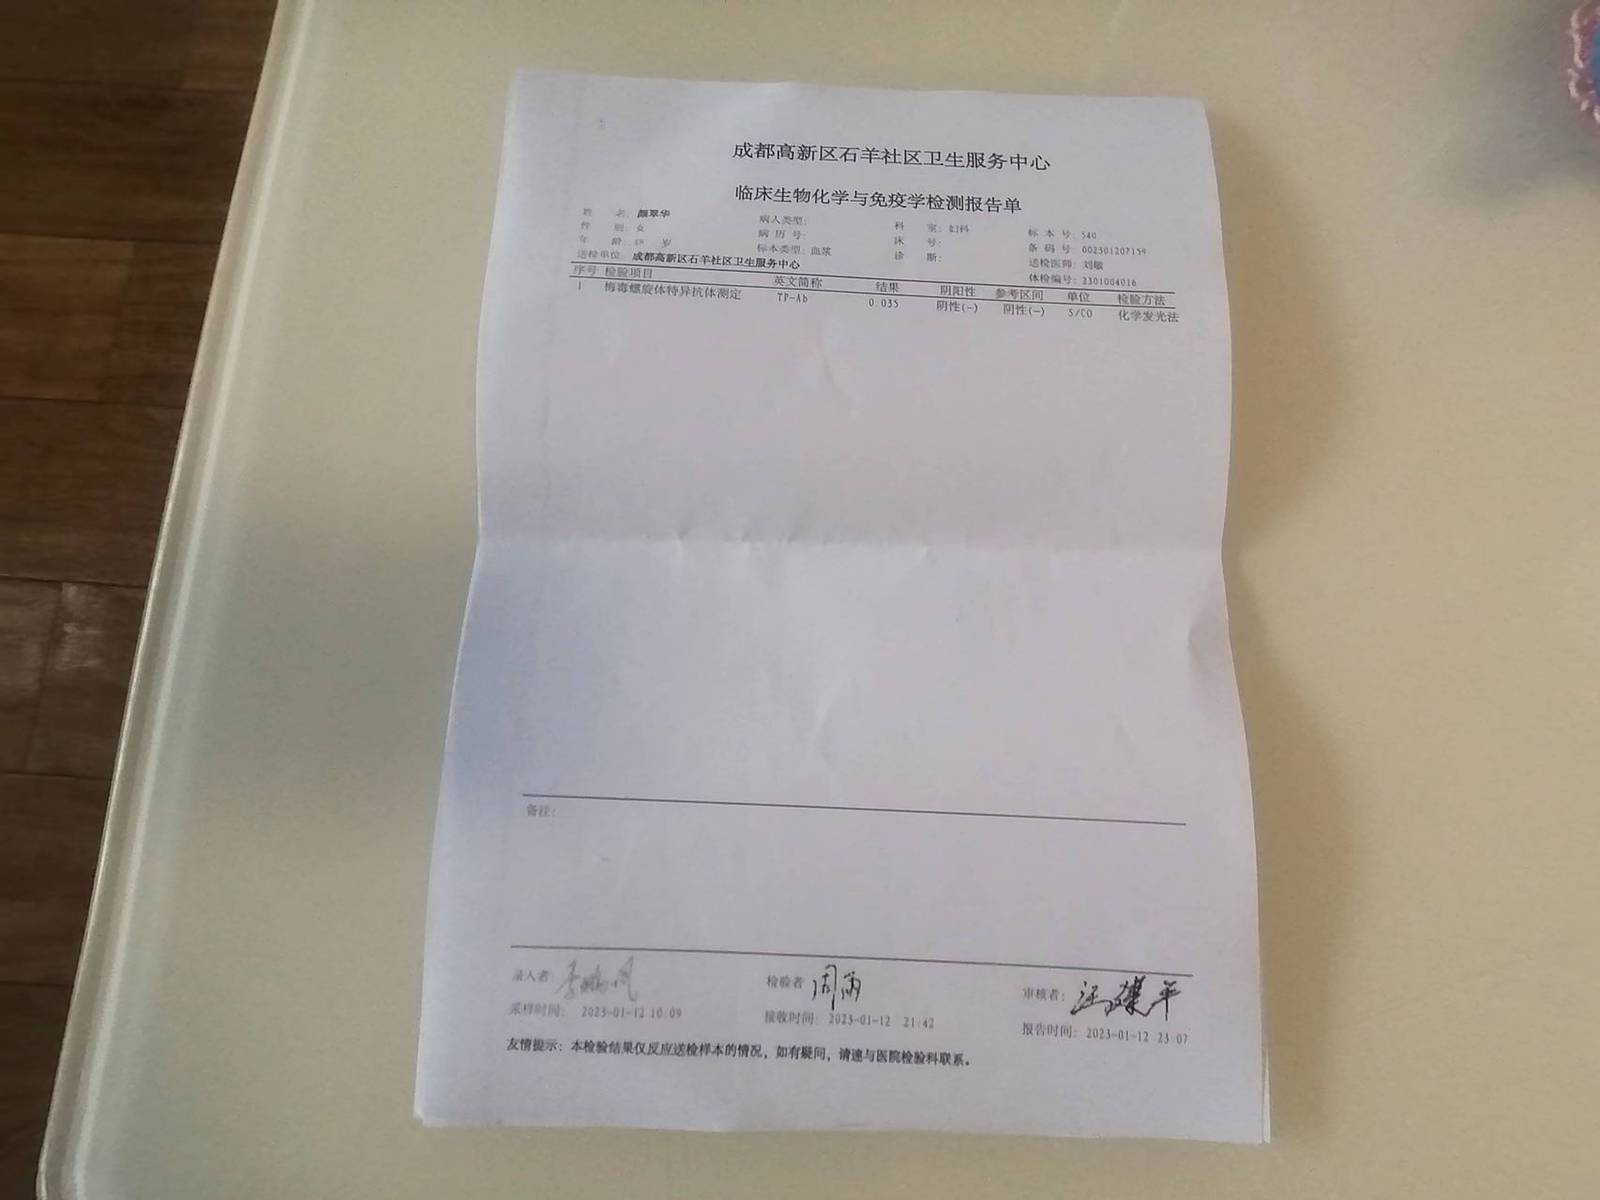 成都高新区石羊社区卫生服务中心
临床生物化学与免疫学检测报告单
姓 名: 颜翠华 病人类型: 科 室: 妇科 标 本 号: 540
性 别: 女 病 历 号: 床 号: 条 码 号: 002301207159
年 龄: 岁 标本类型: 血浆 诊 断: 送检医师: 刘敏
送检单位: 成都高新区石羊社区卫生服务中心 体检编号: 2301004016
序号 检验项目 英文简称 结果 阴阳性 参考区间 单位 检验方法
1 梅毒螺旋体特异抗体测定 TP-Ab 0.035 阴性(-) 阴性(-) S/CO 化学发光法
备注:
录入者: 检验者: 周雨 审核者:
采样时间: 2023-01-12 10:09 接收时间: 2023-01-12 21:42 报告时间: 2023-01-12 23:07
友情提示: 本检验结果仅反应送检样本的情况，如有疑问，请速与医院检验科联系。